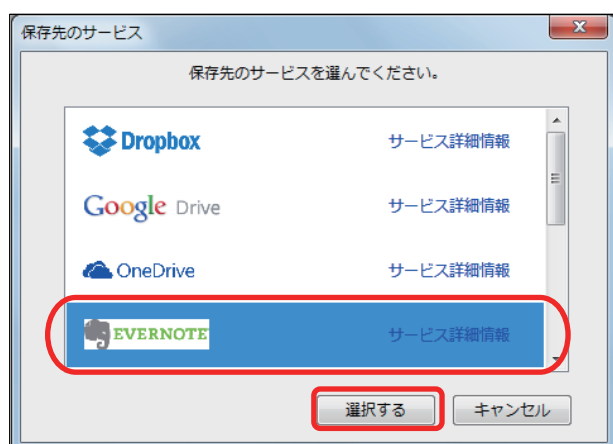 保存先のサービス
保存先のサービスを選んでください。
Dropbox サービス詳細情報
Google Drive サービス詳細情報
OneDrive サービス詳細情報
EVERNOTE サービス詳細情報
選択する キャンセル